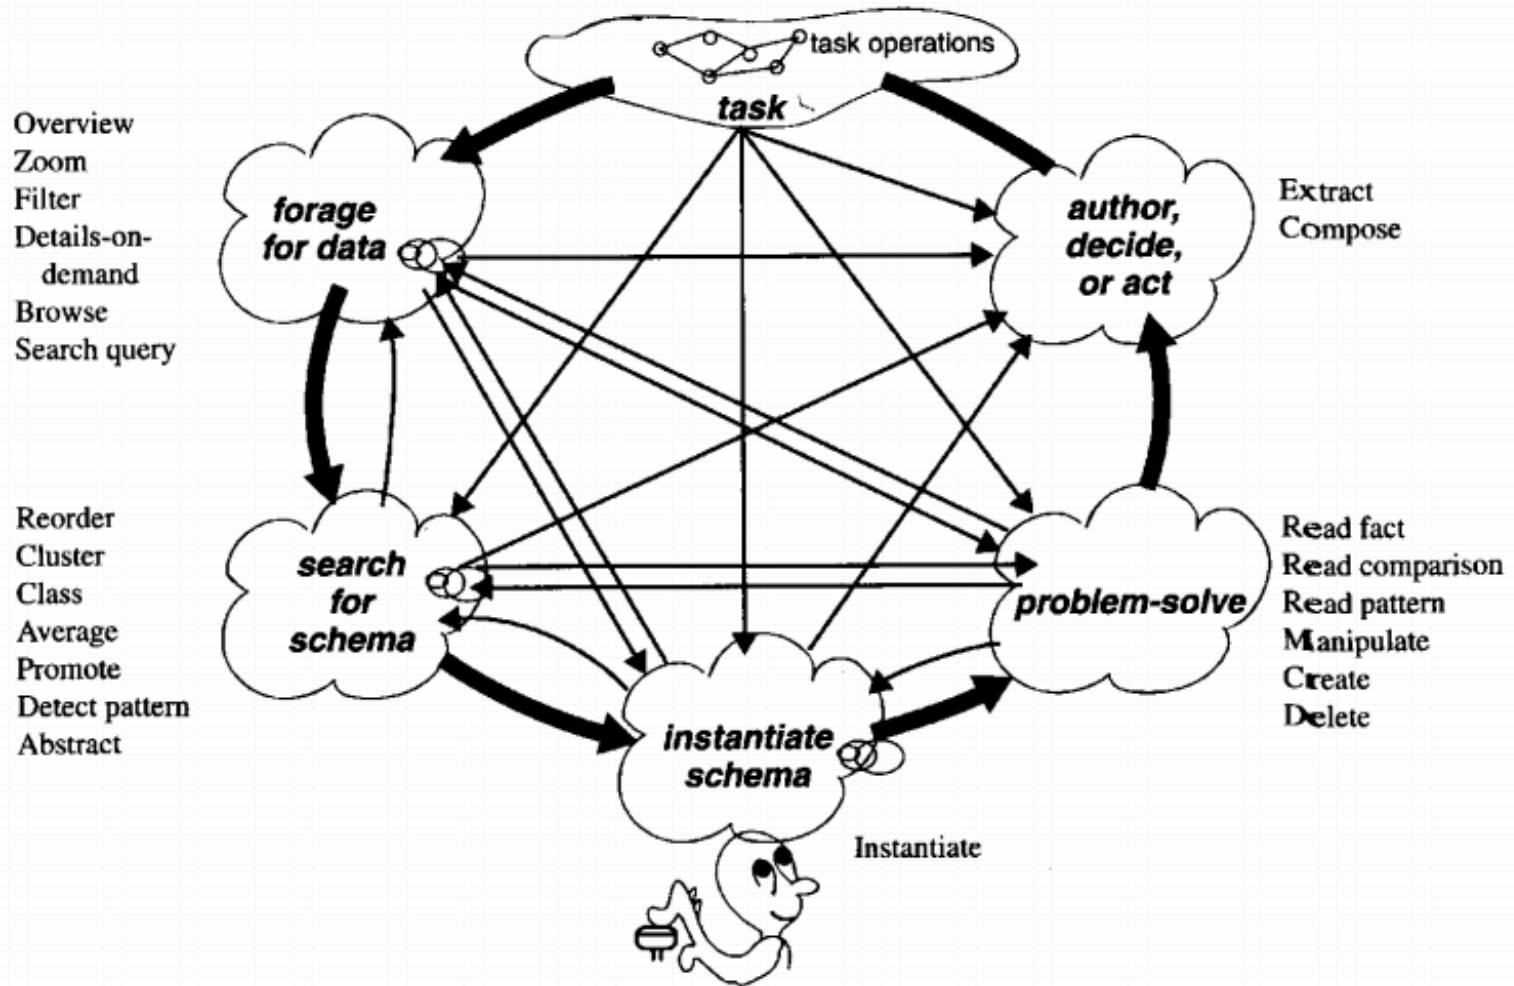 task operations
task
Overview
Zoom
Filter
Details-on-
demand
Browse
Search query
forage
for data
author,
decide,
or act
Extract
Compose
Reorder
Cluster
Class
Average
Promote
Detect pattern
Abstract
search
for
schema
problem-solve
Read fact
Read comparison
Read pattern
Manipulate
Create
Delete
instantiate
schema
Instantiate